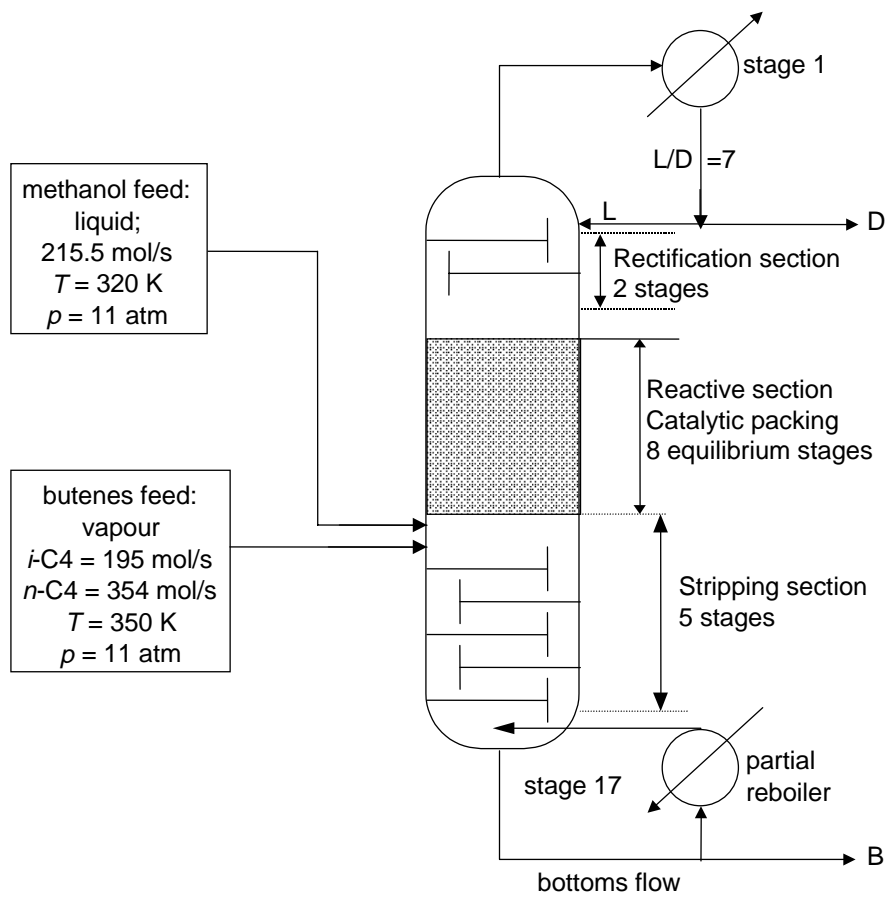 stage 1
L/D =7
L
D
methanol feed:
liquid;
215.5 mol/s
T = 320 K
p = 11 atm
Rectification section
2 stages
Reactive section
Catalytic packing
8 equilibrium stages
butenes feed:
vapour
i-C4 = 195 mol/s
n-C4 = 354 mol/s
T = 350 K
p = 11 atm
Stripping section
5 stages
partial
reboiler
stage 17
B
bottoms flow